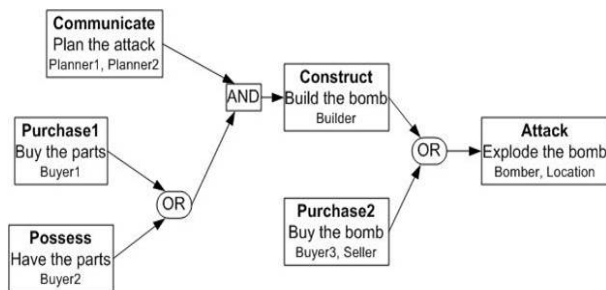 Communicate
Plan the attack
Planner1, Planner2
AND
Construct
Build the bomb
Builder
Purchase1
Buy the parts
Buyer1
OR
OR
Attack
Explode the bomb
Bomber, Location
Possess
Have the parts
Buyer2
Purchase2
Buy the bomb
Buyer3, Seller